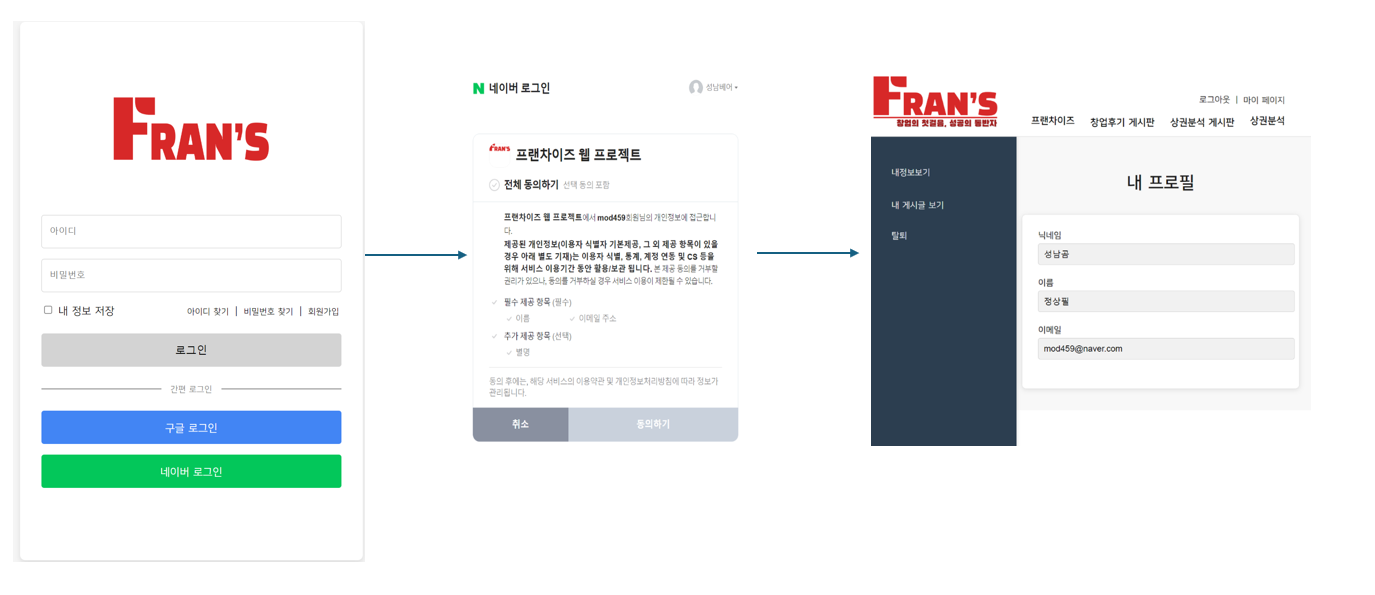 FRAN'S
아이디
비밀번호
내 정보 저장
아이디 찾기 | 비밀번호 찾기 | 회원가입
로그인
간편 로그인
구글 로그인
네이버 로그인
N 네이버 로그인
성남베어
FRAN'S 프랜차이즈 웹 프로젝트
전체 동의하기 선택 동의 포함
프랜차이즈 웹 프로젝트에서 mod459회원님의 개인정보에 접근합니
다.
제공된 개인정보(이용자 식별자 기본제공, 그 외 제공 항목이 있을
경우 아래 별도 기재)는 이용자 식별, 통계, 계정 연동 및 CS 등을
위해 서비스 이용기간 동안 활용/보관 됩니다. 본 제공 동의를 거부할
권리가 있으나, 동의를 거부하실 경우 서비스 이용이 제한될 수 있습니다.
필수 제공 항목 (필수)
이름 이메일 주소
추가 제공 항목 (선택)
별명
동의 후에는, 해당 서비스의 이용약관 및 개인정보처리방침에 따라 정보가
관리됩니다.
취소 동의하기
FRAN'S
창업의 첫걸음, 성공의 동반자
로그아웃 | 마이 페이지
프랜차이즈 창업후기 게시판 상권분석 게시판 상권분석
내정보보기
내 게시글 보기
탈퇴
내 프로필
닉네임
성남곰
이름
정상필
이메일
mod459@naver.com